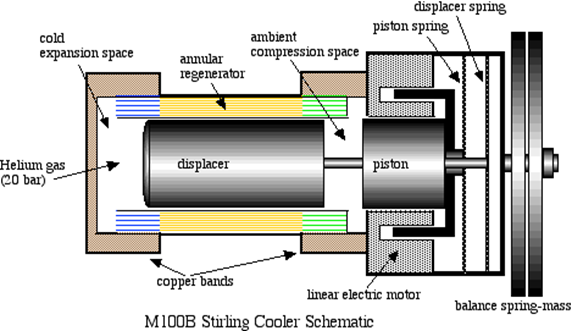 displacer spring
piston spring
cold
expansion space
ambient
compression space
annular
regenerator
Helium gas
(20 bar)
displacer
piston
copper bands
linear electric motor
balance spring-mass
M100B Stirling Cooler Schematic